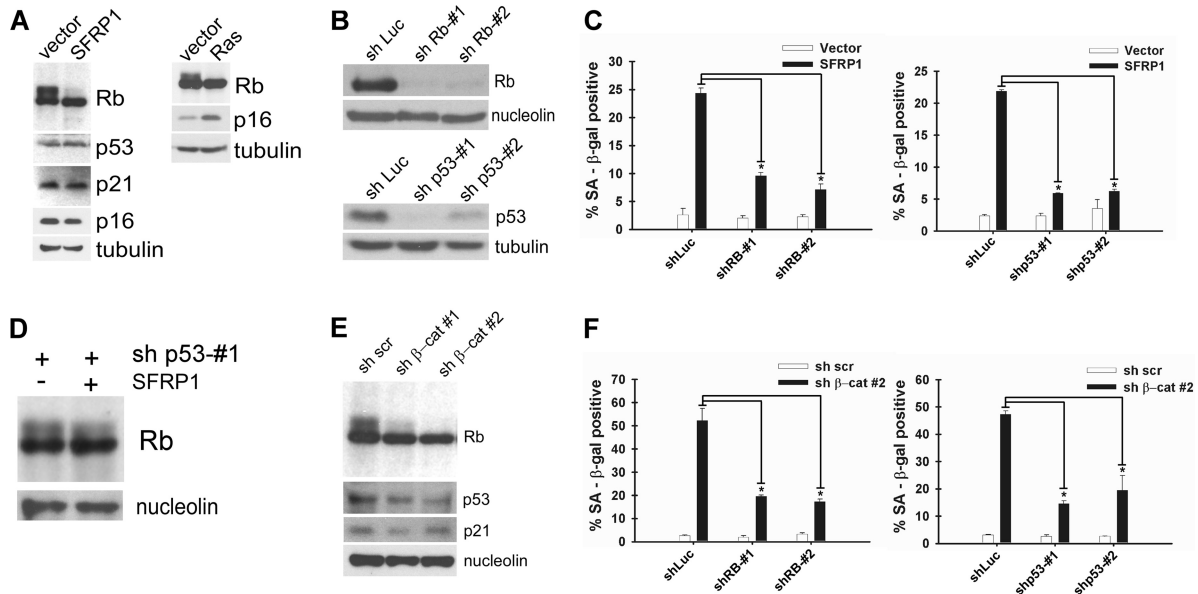 A
vector
SFRP1
Rb
p53
p21
p16
tubulin
vector
Ras
Rb
p16
tubulin
B
sh Luc
sh Rb-#1
sh Rb-#2
Rb
nucleolin
sh Luc
sh p53-#1
sh p53-#2
p53
tubulin
C
Vector
SFRP1
% SA - β-gal positive
30
25
20
15
10
5
0
*
*
shLuc
shRB-#1
shRB-#2
Vector
SFRP1
% SA - β-gal positive
25
20
15
10
5
0
*
*
shLuc
shp53-#1
shp53-#2
D
+ + sh p53-#1
- + SFRP1
Rb
nucleolin
E
sh scr
sh β-cat #1
sh β-cat #2
Rb
p53
p21
nucleolin
F
sh scr
sh β-cat #2
% SA - β-gal positive
70
60
50
40
30
20
10
0
*
*
shLuc
shRB-#1
shRB-#2
sh scr
sh β-cat #2
% SA - β-gal positive
60
50
40
30
20
10
0
*
*
shLuc
shp53-#1
shp53-#2